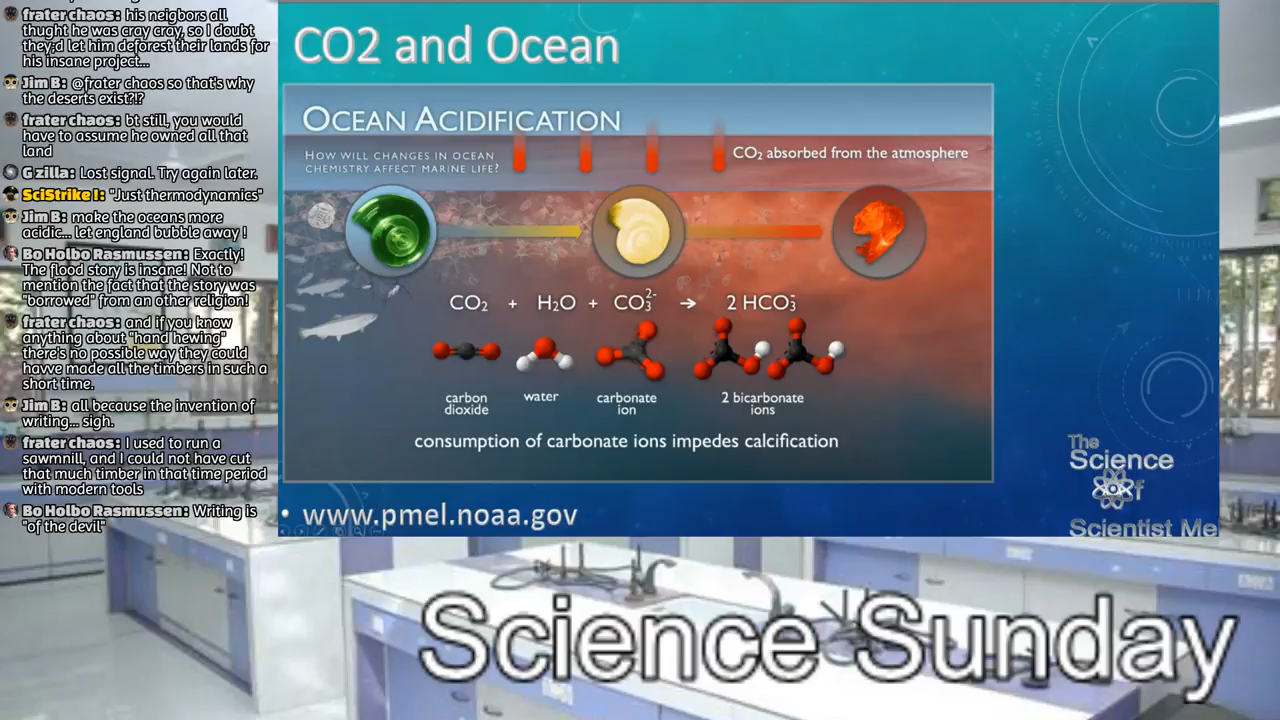 frater chaos: his neigbors all
thught he was cray cray, so I doubt
they;d let him deforest their lands for
his insane project...
Jim B: @frater chaos so that's why
the deserts exist?!?
frater chaos: bt still, you would
have to assume he owned all that
land
G zilla: Lost signal. Try again later.
SciStrike I: "Just thermodynamics"
Jim B: make the oceans more
acidic... let england bubble away !
Bo Holbo Rasmussen: Exactly!
The flood story is insane! Not to
mention the fact that the story was
"borrowed" from an other religion!
frater chaos: and if you know
anything about "hand hewing"
there's no possible way they could
havve made all the timbers in such a
short time.
Jim B: all because the invention of
writing... sigh.
frater chaos: I used to run a
sawmnill, and I could not have cut
that much timber in that time period
with modern tools
Bo Holbo Rasmussen: Writing is
"of the devil"
CO2 and Ocean
OCEAN ACIDIFICATION
HOW WILL CHANGES IN OCEAN
CHEMISTRY AFFECT MARINE LIFE?
CO₂ absorbed from the atmosphere
CO₂ + H₂O + CO₃²⁻ → 2 HCO₃⁻
carbon
dioxide
water
carbonate
ion
2 bicarbonate
ions
consumption of carbonate ions impedes calcification
• www.pmel.noaa.gov
The
Science
Of
Scientist Me
Science Sunday